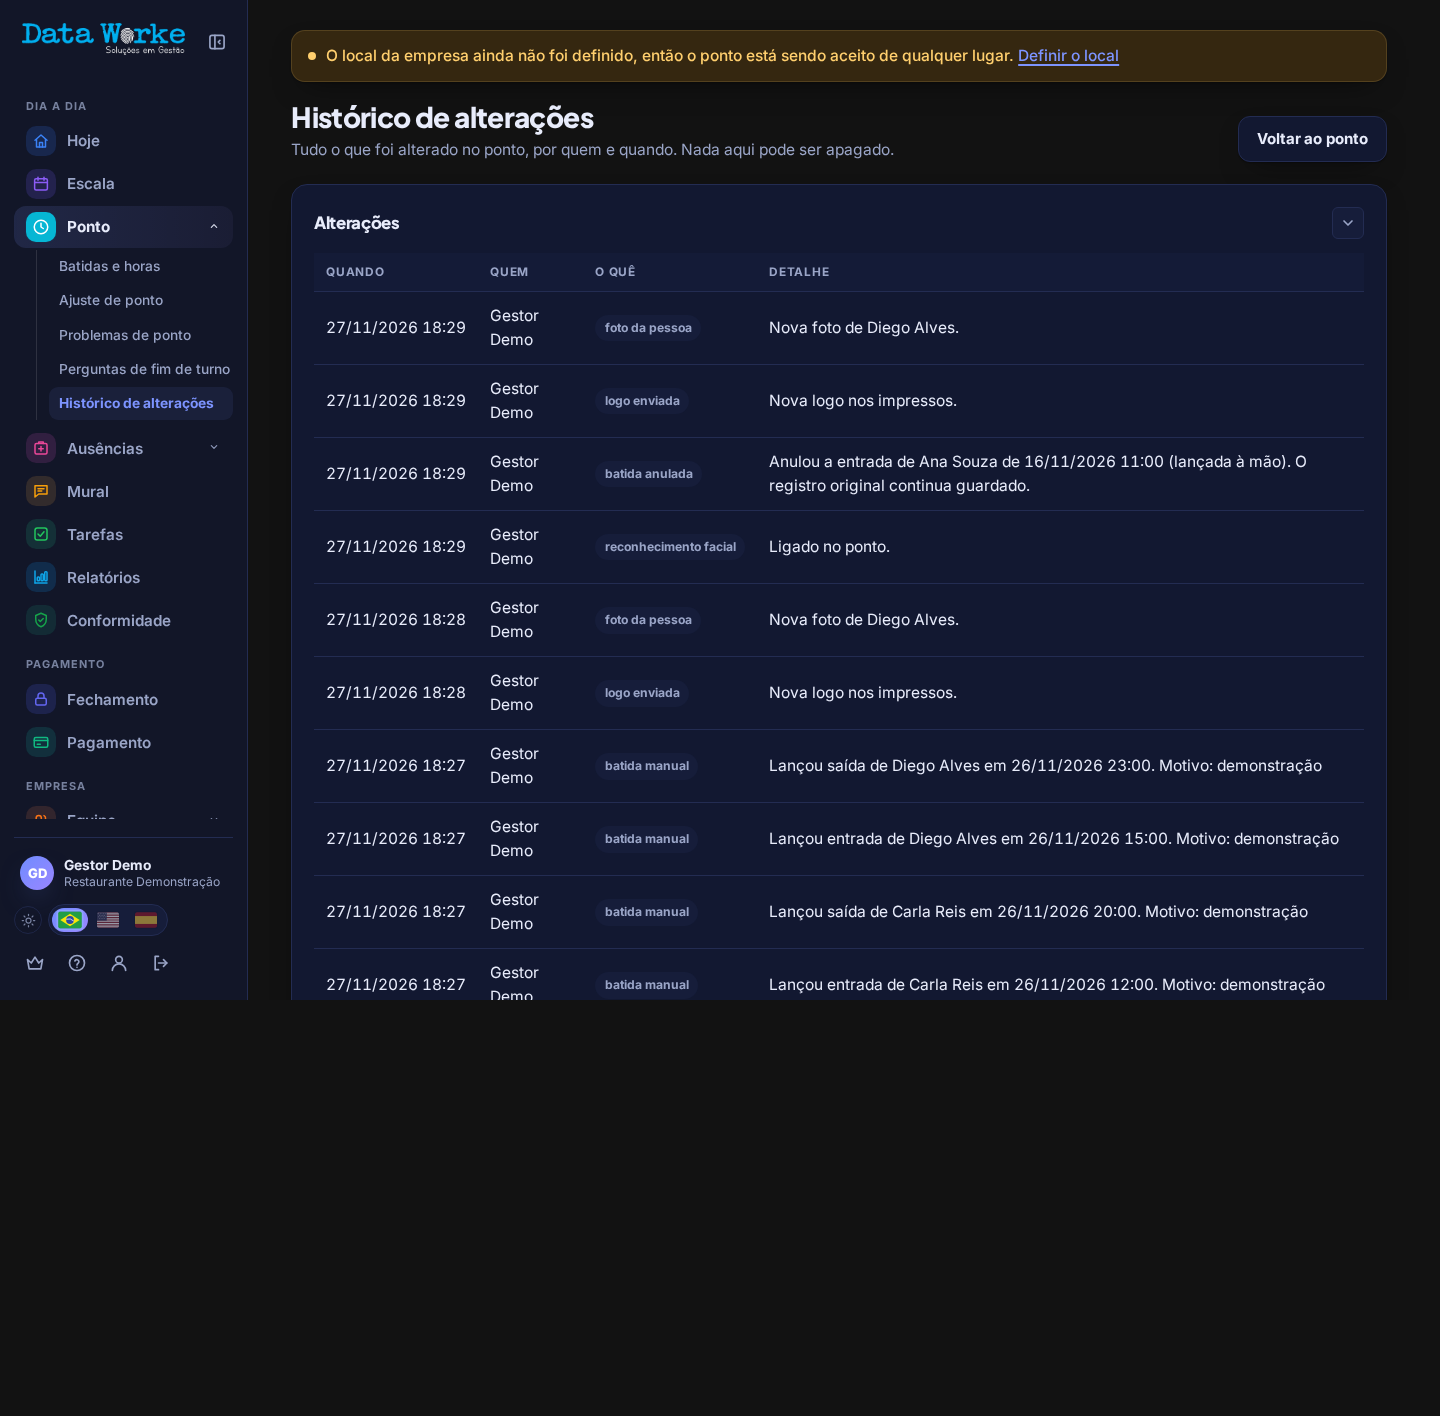 Data Worke
Soluções em Gestão
DIA A DIA
Hoje
Escala
Ponto
Batidas e horas
Ajuste de ponto
Problemas de ponto
Perguntas de fim de turno
Histórico de alterações
Ausências
Mural
Tarefas
Relatórios
Conformidade
PAGAMENTO
Fechamento
Pagamento
EMPRESA
Equipe
GD
Gestor Demo
Restaurante Demonstração
O local da empresa ainda não foi definido, então o ponto está sendo aceito de qualquer lugar. Definir o local
Histórico de alterações
Tudo o que foi alterado no ponto, por quem e quando. Nada aqui pode ser apagado.
Voltar ao ponto
Alterações
QUANDO QUEM O QUÊ DETALHE
27/11/2026 18:29 Gestor Demo foto da pessoa Nova foto de Diego Alves.
27/11/2026 18:29 Gestor Demo logo enviada Nova logo nos impressos.
27/11/2026 18:29 Gestor Demo batida anulada Anulou a entrada de Ana Souza de 16/11/2026 11:00 (lançada à mão). O
registro original continua guardado.
27/11/2026 18:29 Gestor Demo reconhecimento facial Ligado no ponto.
27/11/2026 18:28 Gestor Demo foto da pessoa Nova foto de Diego Alves.
27/11/2026 18:28 Gestor Demo logo enviada Nova logo nos impressos.
27/11/2026 18:27 Gestor Demo batida manual Lançou saída de Diego Alves em 26/11/2026 23:00. Motivo: demonstração
27/11/2026 18:27 Gestor Demo batida manual Lançou entrada de Diego Alves em 26/11/2026 15:00. Motivo: demonstração
27/11/2026 18:27 Gestor Demo batida manual Lançou saída de Carla Reis em 26/11/2026 20:00. Motivo: demonstração
27/11/2026 18:27 Gestor Demo batida manual Lançou entrada de Carla Reis em 26/11/2026 12:00. Motivo: demonstração